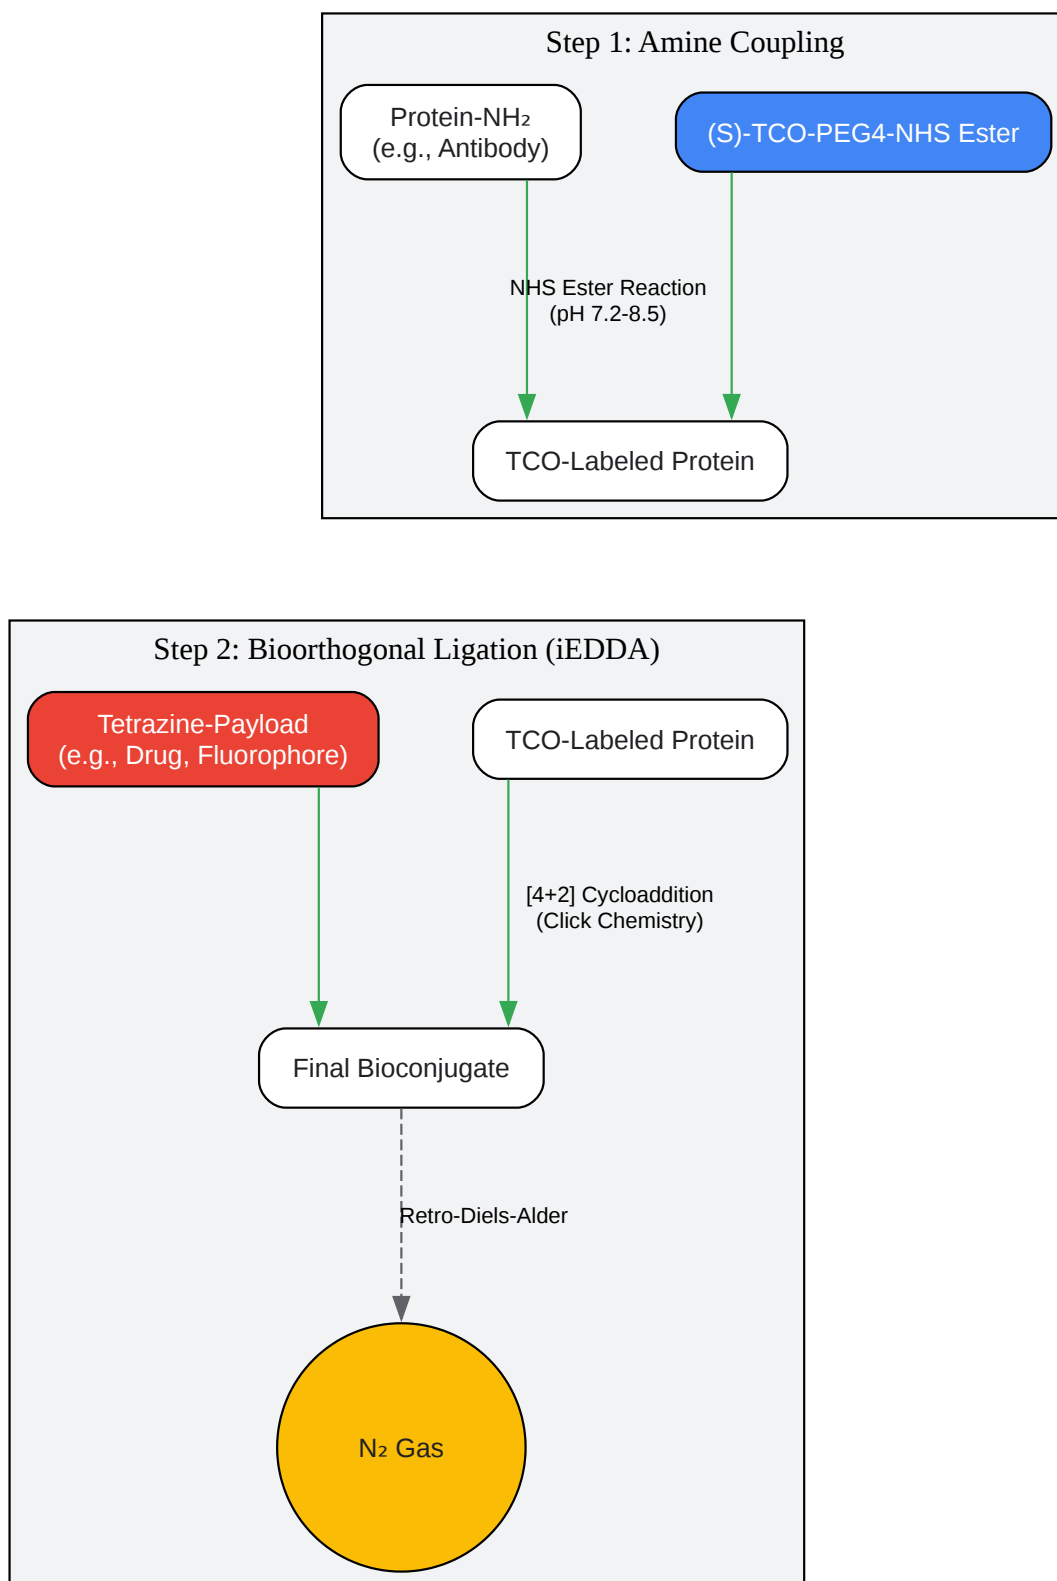 Step 1: Amine Coupling
Protein-NH₂
(e.g., Antibody)
(S)-TCO-PEG4-NHS Ester
NHS Ester Reaction
(pH 7.2-8.5)
TCO-Labeled Protein
Step 2: Bioorthogonal Ligation (iEDDA)
Tetrazine-Payload
(e.g., Drug, Fluorophore)
TCO-Labeled Protein
[4+2] Cycloaddition
(Click Chemistry)
Final Bioconjugate
Retro-Diels-Alder
N₂ Gas